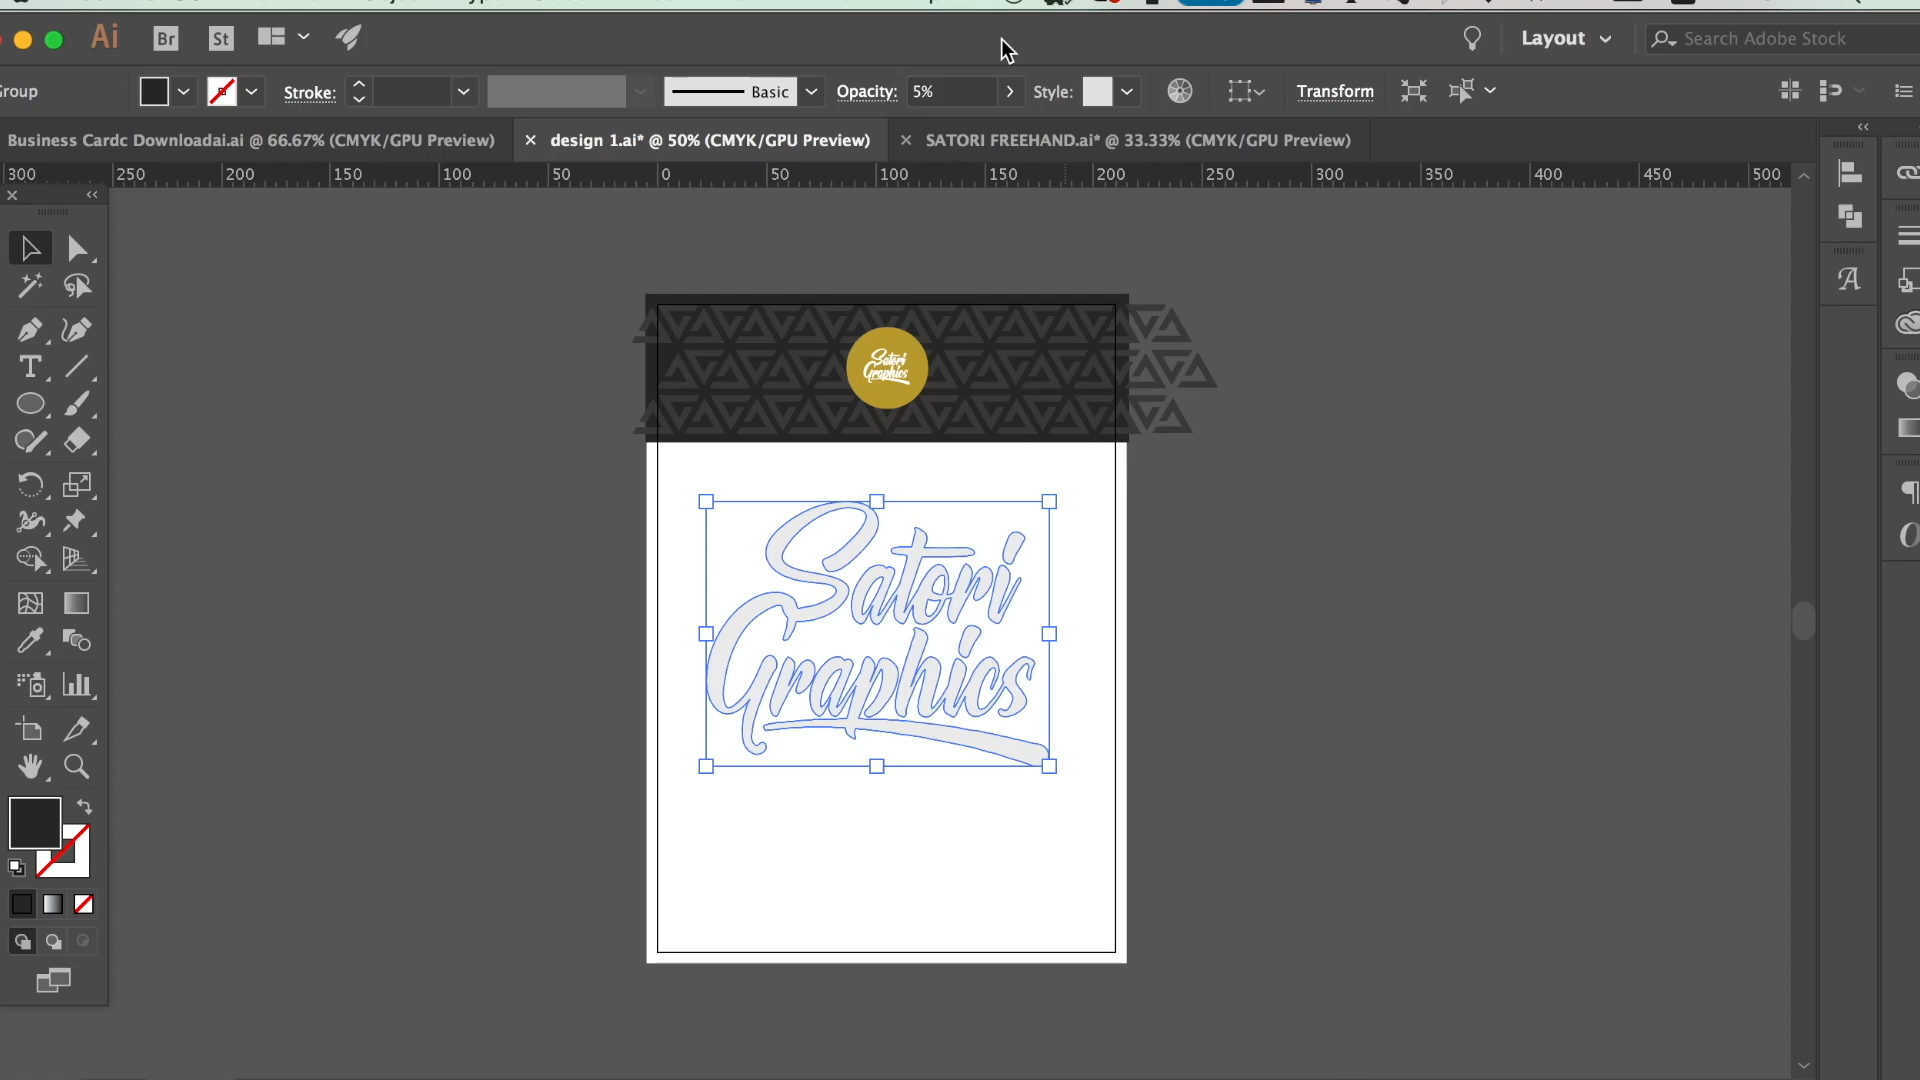 Ai Br St Layout Search Adobe Stock
Group Stroke: Basic Opacity: 5% Style: Transform
Business Cardc Downloadai.ai @ 66.67% (CMYK/GPU Preview) × design 1.ai* @ 50% (CMYK/GPU Preview) × SATORI FREEHAND.ai* @ 33.33% (CMYK/GPU Preview)
300 250 200 150 100 50 0 50 100 150 200 250 300 350 400 450 500
Satori
Graphics
Satori
Graphics